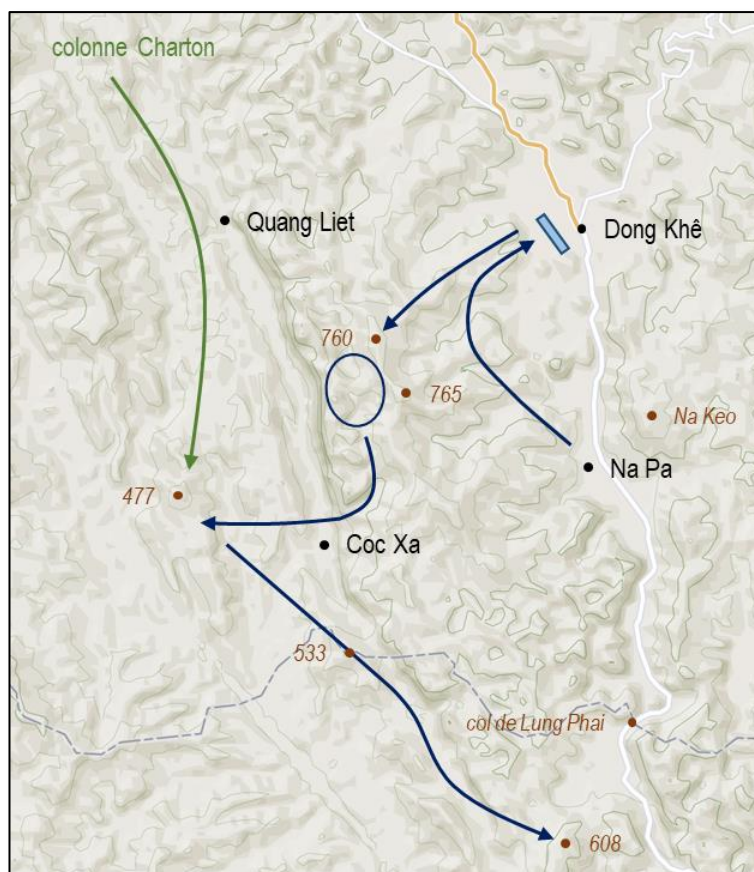 colonne Charton
Quang Liet
Dong Khê
760
765
Na Keo
Na Pa
477
Coc Xa
533
col de Lung Phai
608